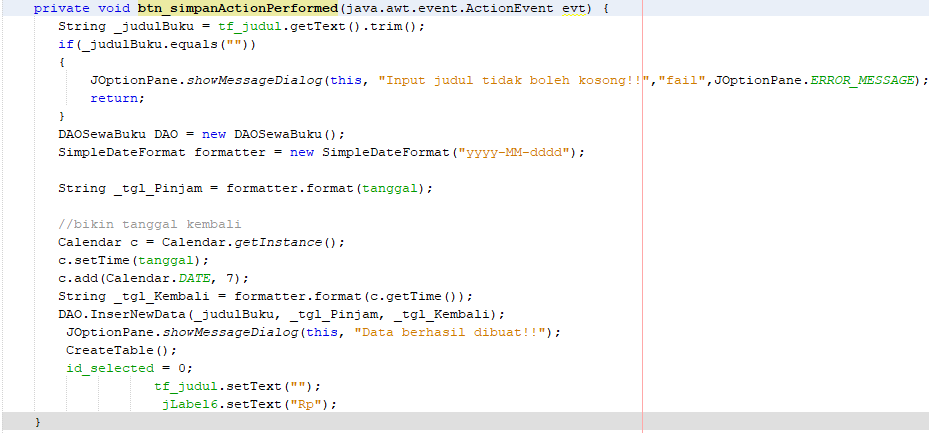 private void btn_simpanActionPerformed(java.awt.event.ActionEvent evt) {
String _judulBuku = tf_judul.getText().trim();
if(_judulBuku.equals(""))
{
JOptionPane.showMessageDialog(this, "Input judul tidak boleh kosong!!","fail",JOptionPane.ERROR_MESSAGE);
return;
}
DAOSewaBuku DAO = new DAOSewaBuku();
SimpleDateFormat formatter = new SimpleDateFormat("yyyy-MM-dddd");
String _tgl_Pinjam = formatter.format(tanggal);
//bikin tanggal kembali
Calendar c = Calendar.getInstance();
c.setTime(tanggal);
c.add(Calendar.DATE, 7);
String _tgl_Kembali = formatter.format(c.getTime());
DAO.InserNewData(_judulBuku, _tgl_Pinjam, _tgl_Kembali);
JOptionPane.showMessageDialog(this, "Data berhasil dibuat!!");
CreateTable();
id_selected = 0;
tf_judul.setText("");
jLabel6.setText("Rp");
}